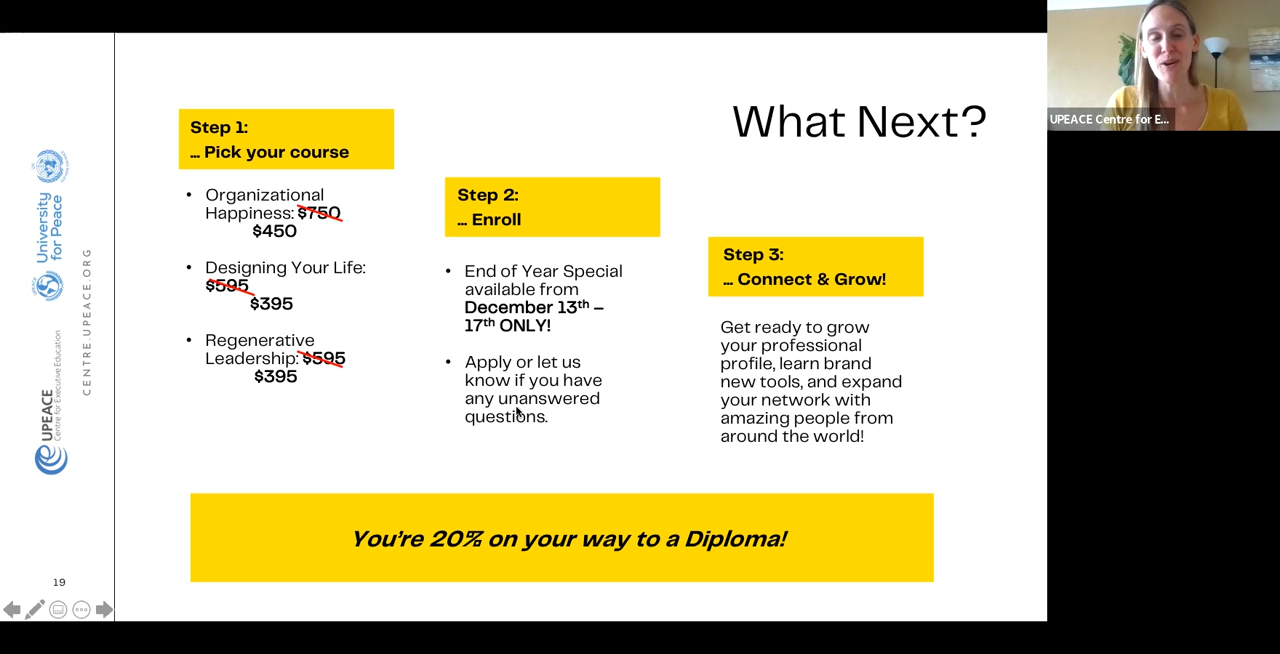 What Next?
Step 1:
... Pick your course
• Organizational
Happiness: $750
$450
• Designing Your Life:
$595
$395
• Regenerative
Leadership: $595
$395
Step 2:
... Enroll
• End of Year Special
available from
December 13th –
17th ONLY!
• Apply or let us
know if you have
any unanswered
questions.
Step 3:
... Connect & Grow!
Get ready to grow
your professional
profile, learn brand
new tools, and expand
your network with
amazing people from
around the world!
You're 20% on your way to a Diploma!
University
for Peace
UPEACE
Centre for Executive Education
CENTRE.UPEACE.ORG
19
UPEACE Centre for E...